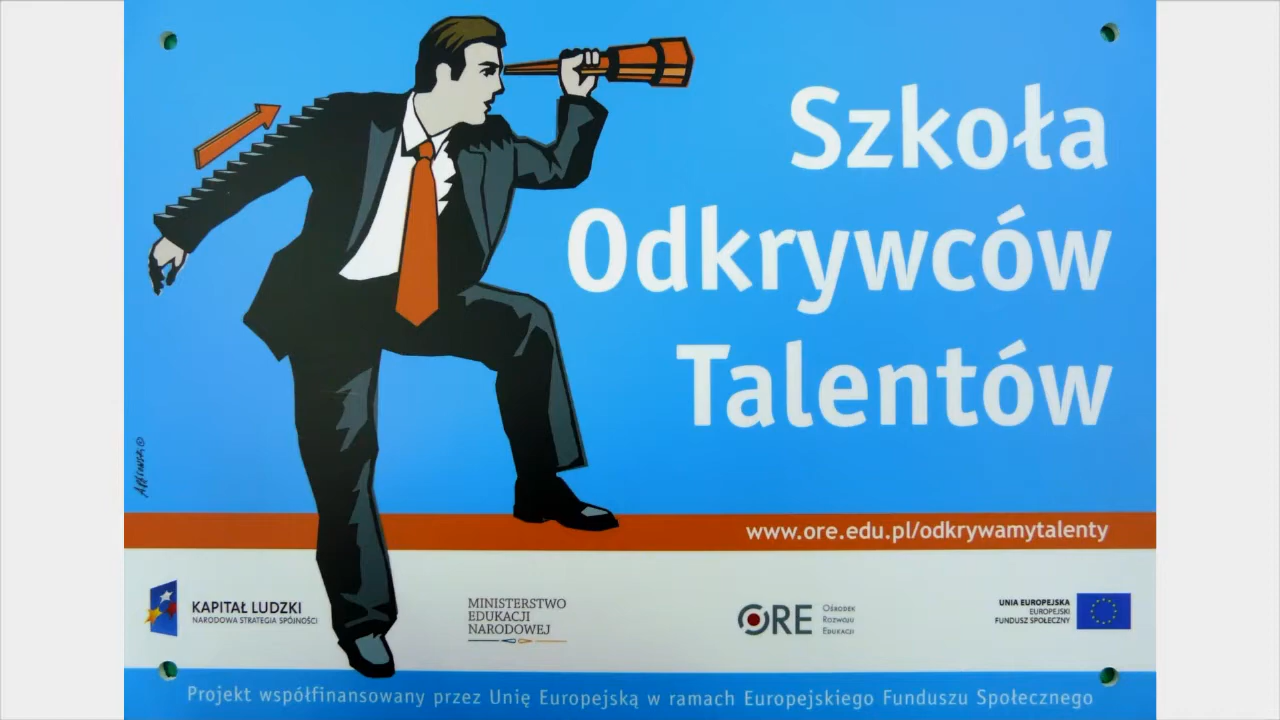 Szkoła
Odkrywców
Talentów
www.ore.edu.pl/odkrywamytalenty
KAPITAŁ LUDZKI
NARODOWA STRATEGIA SPÓJNOŚCI
MINISTERSTWO
EDUKACJI
NARODOWEJ
ORE
Ośrodek
Rozwoju
Edukacji
UNIA EUROPEJSKA
EUROPEJSKI
FUNDUSZ SPOŁECZNY
Projekt współfinansowany przez Unię Europejską w ramach Europejskiego Funduszu Społecznego